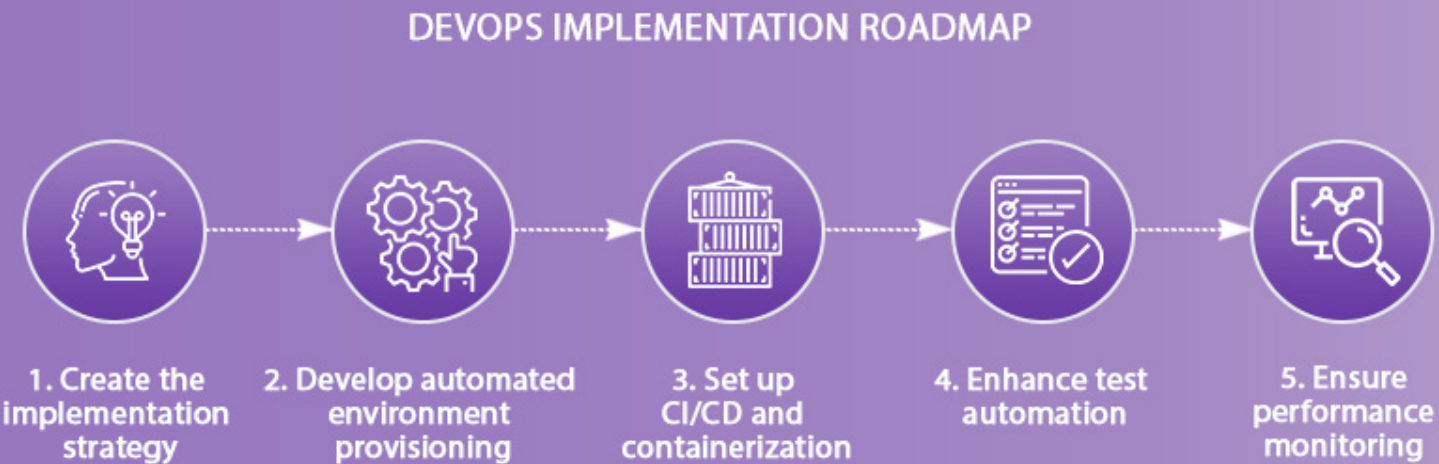 DEVOPS IMPLEMENTATION ROADMAP
1. Create the
implementation
strategy
2. Develop automated
environment
provisioning
3. Set up
CI/CD and
containerization
4. Enhance test
automation
5. Ensure
performance
monitoring